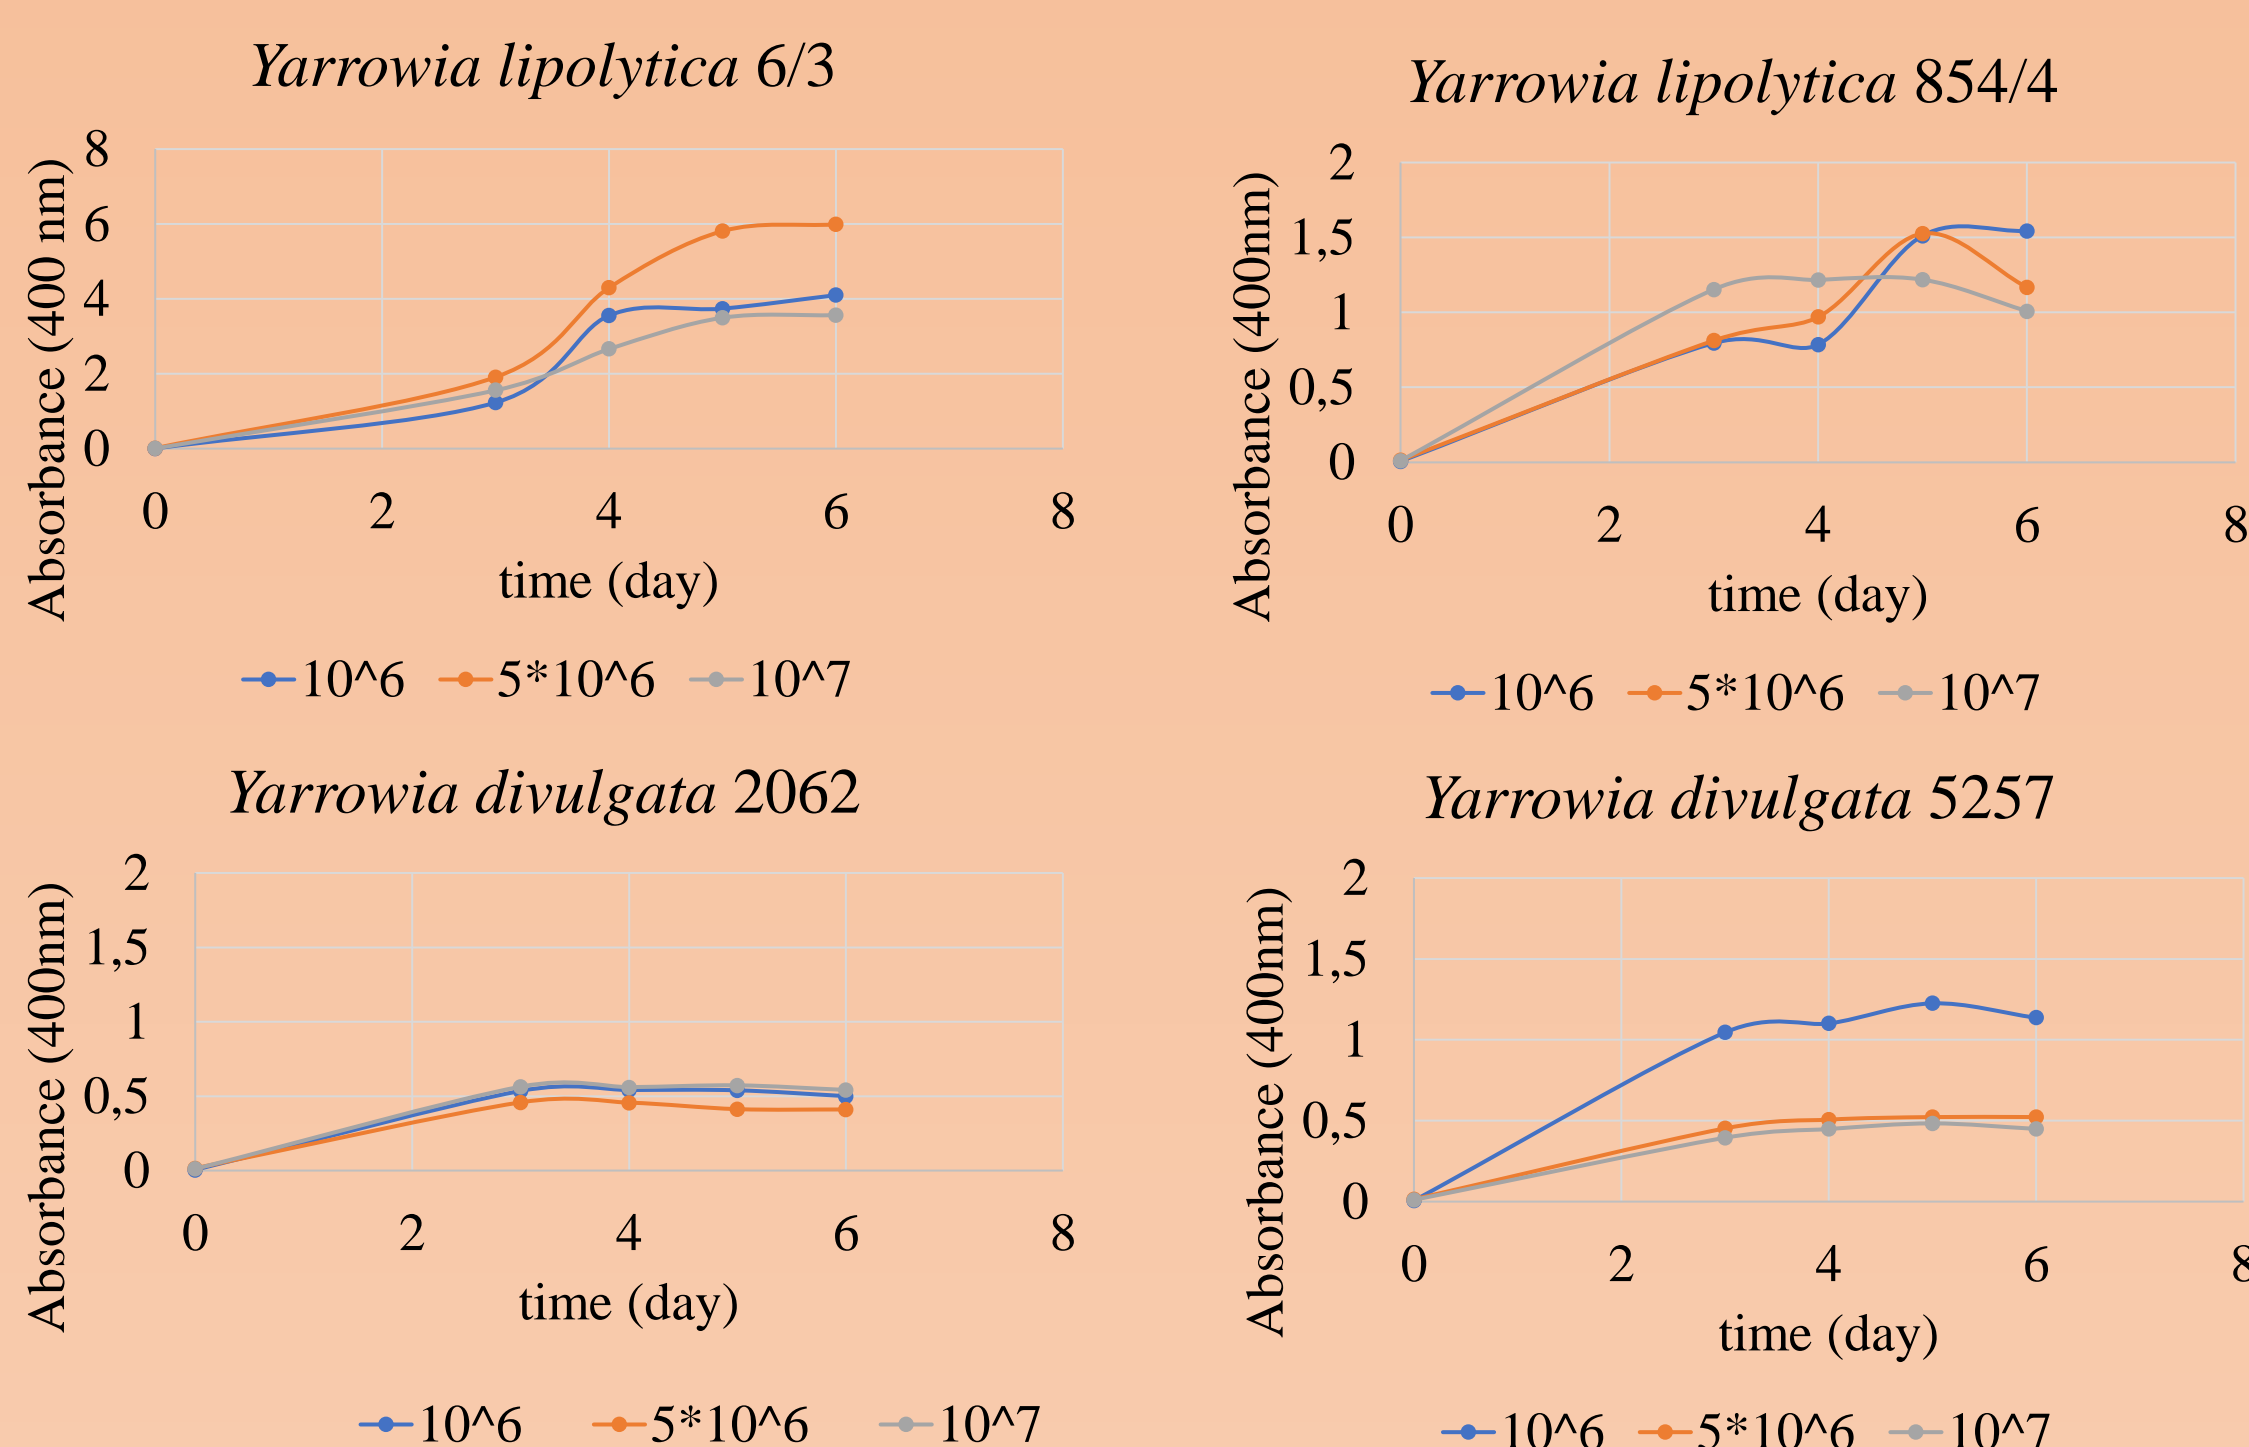 Yarrowia lipolytica 6/3
Absorbance (400 nm)
8
6
4
2
0
0 2 4 6 8
time (day)
10^6 5*10^6 10^7
Yarrowia lipolytica 854/4
Absorbance (400nm)
2
1,5
1
0,5
0
0 2 4 6 8
time (day)
10^6 5*10^6 10^7
Yarrowia divulgata 2062
Absorbance (400nm)
2
1,5
1
0,5
0
0 2 4 6 8
time (day)
10^6 5*10^6 10^7
Yarrowia divulgata 5257
Absorbance (400nm)
2
1,5
1
0,5
0
0 2 4 6 8
time (day)
10^6 5*10^6 10^7